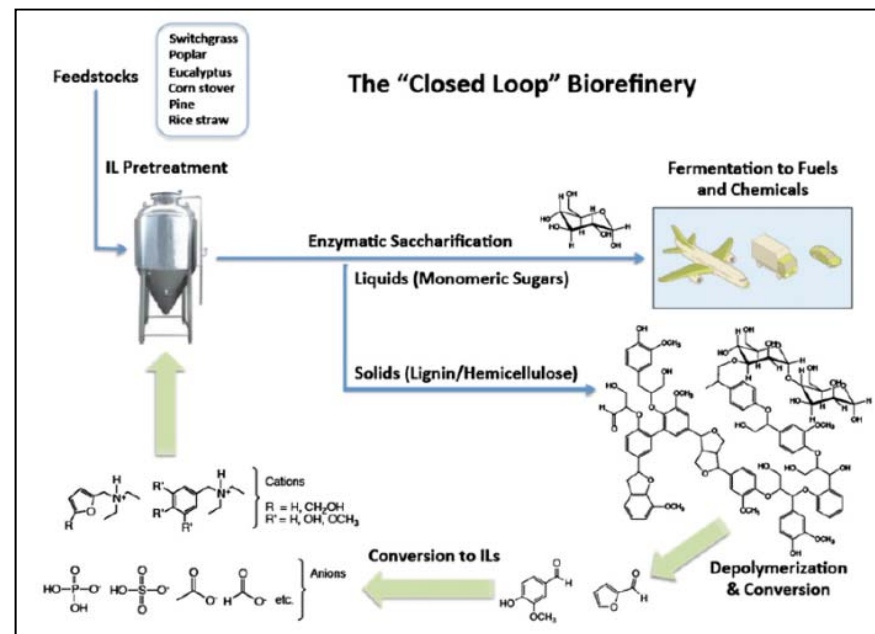 Switchgrass
Poplar
Eucalyptus
Corn stover
Pine
Rice straw
Feedstocks
The “Closed Loop” Biorefinery
IL Pretreatment
Fermentation to Fuels
and Chemicals
Enzymatic Saccharification
Liquids (Monomeric Sugars)
Solids (Lignin/Hemicellulose)
Cations
R = H, CH₂OH
R'= H, OH, OCH₃
Conversion to ILs
Anions
etc.
Depolymerization
& Conversion